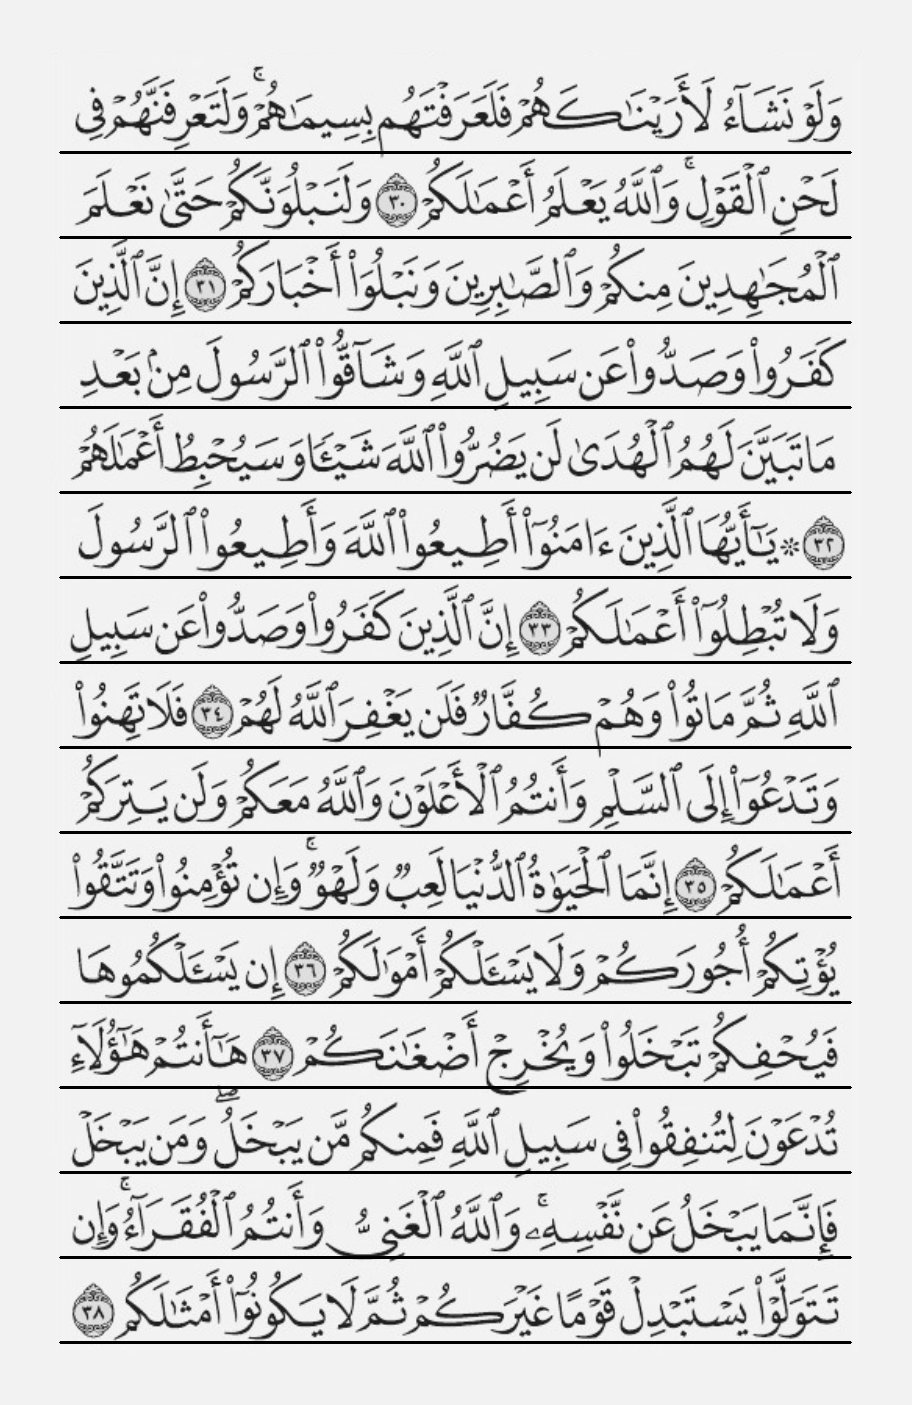 وَلَوْ نَشَآءُ لَأَرَيْنَٰكَهُمْ فَلَعَرَفْتَهُم بِسِيمَٰهُمْ ۚ وَلَتَعْرِفَنَّهُمْ فِى
لَحْنِ ٱلْقَوْلِ ۚ وَٱللَّهُ يَعْلَمُ أَعْمَٰلَكُمْ ٣٠ وَلَنَبْلُوَنَّكُمْ حَتَّىٰ نَعْلَمَ
ٱلْمُجَٰهِدِينَ مِنكُمْ وَٱلصَّٰبِرِينَ وَنَبْلُوَا۟ أَخْبَارَكُمْ ٣١ إِنَّ ٱلَّذِينَ
كَفَرُوا۟ وَصَدُّوا۟ عَن سَبِيلِ ٱللَّهِ وَشَآقُّوا۟ ٱلرَّسُولَ مِنۢ بَعْدِ
مَا تَبَيَّنَ لَهُمُ ٱلْهُدَىٰ لَن يَضُرُّوا۟ ٱللَّهَ شَيْـًٔا وَسَيُحْبِطُ أَعْمَٰلَهُمْ
٣٢ ۞ يَٰٓأَيُّهَا ٱلَّذِينَ ءَامَنُوٓا۟ أَطِيعُوا۟ ٱللَّهَ وَأَطِيعُوا۟ ٱلرَّسُولَ
وَلَا تُبْطِلُوٓا۟ أَعْمَٰلَكُمْ ٣٣ إِنَّ ٱلَّذِينَ كَفَرُوا۟ وَصَدُّوا۟ عَن سَبِيلِ
ٱللَّهِ ثُمَّ مَاتُوا۟ وَهُمْ كُفَّارٌ فَلَن يَغْفِرَ ٱللَّهُ لَهُمْ ٣٤ فَلَا تَهِنُوا۟
وَتَدْعُوٓا۟ إِلَى ٱلسَّلْمِ وَأَنتُمُ ٱلْأَعْلَوْنَ وَٱللَّهُ مَعَكُمْ وَلَن يَتِرَكُمْ
أَعْمَٰلَكُمْ ٣٥ إِنَّمَا ٱلْحَيَوٰةُ ٱلدُّنْيَا لَعِبٌ وَلَهْوٌ ۚ وَإِن تُؤْمِنُوا۟ وَتَتَّقُوا۟
يُؤْتِكُمْ أُجُورَكُمْ وَلَا يَسْـَٔلْكُمْ أَمْوَٰلَكُمْ ٣٦ إِن يَسْـَٔلْكُمُوهَا
فَيُحْفِكُمْ تَبْخَلُوا۟ وَيُخْرِجْ أَضْغَٰنَكُمْ ٣٧ هَٰٓأَنتُمْ هَٰٓؤُلَآءِ
تُدْعَوْنَ لِتُنفِقُوا۟ فِى سَبِيلِ ٱللَّهِ فَمِنكُم مَّن يَبْخَلُ ۖ وَمَن يَبْخَلْ
فَإِنَّمَا يَبْخَلُ عَن نَّفْسِهِۦ ۚ وَٱللَّهُ ٱلْغَنِىُّ وَأَنتُمُ ٱلْفُقَرَآءُ ۚ وَإِن
تَتَوَلَّوْا۟ يَسْتَبْدِلْ قَوْمًا غَيْرَكُمْ ثُمَّ لَا يَكُونُوٓا۟ أَمْثَٰلَكُم ٣٨